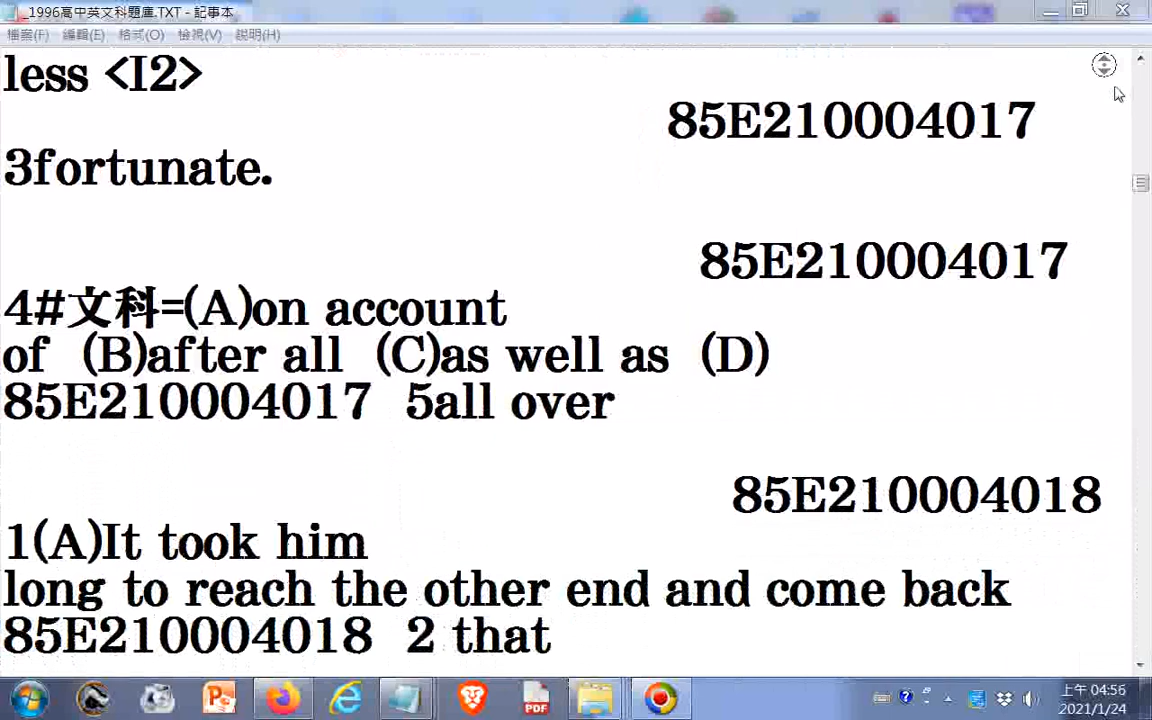 _1996高中英文科題庫.TXT - 記事本
檔案(F) 編輯(E) 格式(O) 檢視(V) 說明(H)
less <I2>
85E210004017
3fortunate.
85E210004017
4#文科=(A)on account
of (B)after all (C)as well as (D)
85E210004017 5all over
85E210004018
1(A)It took him
long to reach the other end and come back
85E210004018 2 that
PDF
上午 04:56
2021/1/24